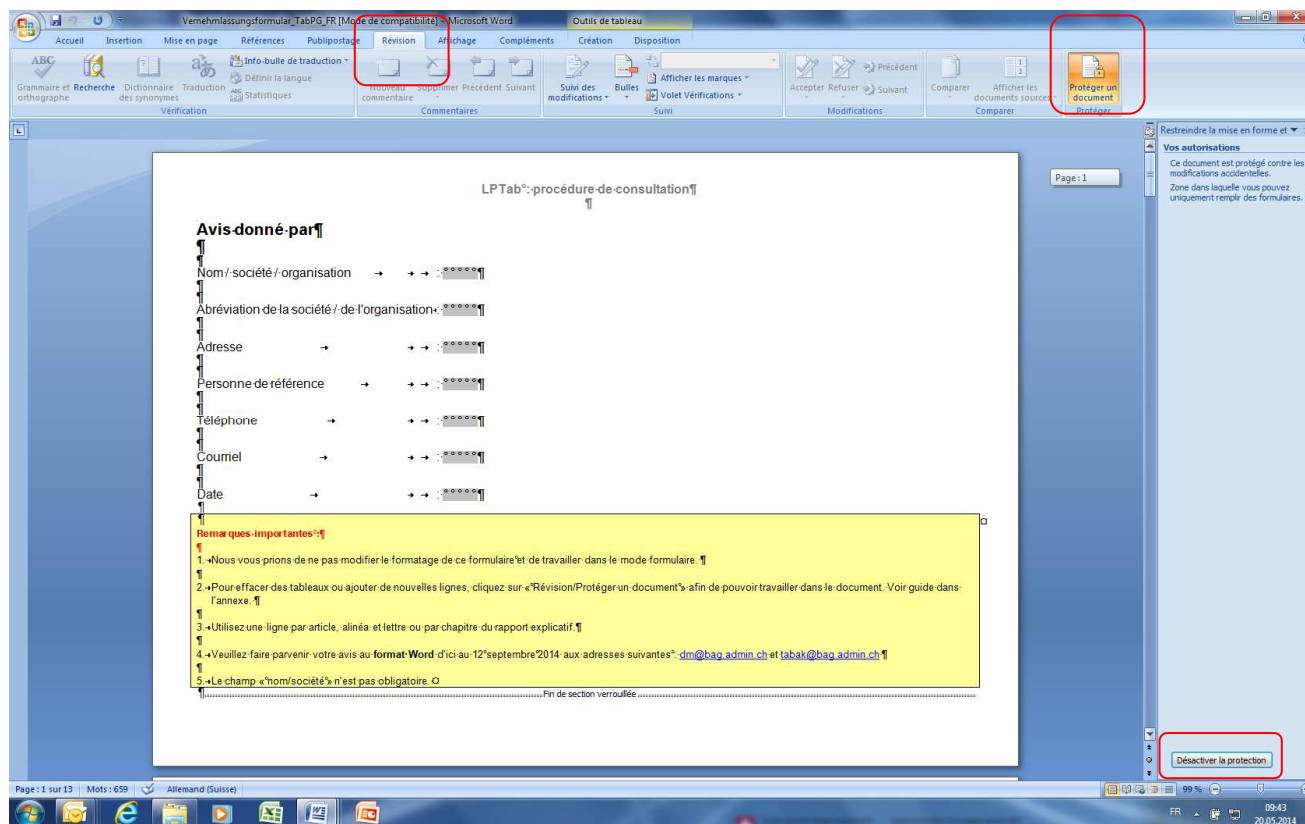 Vernehmlassungsformular_TabPG_FR [Mode de compatibilité] - Microsoft Word
Outils de tableau
Accueil Insertion Mise en page Références Publipostage Révision Affichage Compléments Création Disposition
ABC
Grammaire et orthographe
Recherche
Dictionnaire des synonymes
Traduction
Info-bulle de traduction
Définir la langue
Statistiques
Vérification
Nouveau commentaire
Supprimer
Précédent
Suivant
Commentaires
Suivi des modifications
Bulles
Afficher les marques
Volet Vérifications
Suivi
Accepter
Refuser
Précédent
Suivant
Modifications
Comparer
Afficher les documents sources
Comparer
Protéger un document
Protéger
Restreindre la mise en forme et
Vos autorisations
Ce document est protégé contre les
modifications accidentelles.
Zone dans laquelle vous pouvez
uniquement remplir des formulaires.
Page : 1
LPTab°:·procédure·de·consultation¶
¶
Avis·donné·par¶
¶
¶
Nom·/·société·/·organisation → → → :·°°°°°¶
¶
¶
Abréviation·de·la·société·/·de·l'organisation→:·°°°°°¶
¶
¶
Adresse → → → :·°°°°°¶
¶
¶
Personne·de·référence → → → :·°°°°°¶
¶
¶
Téléphone → → → :·°°°°°¶
¶
¶
Courriel → → → :·°°°°°¶
¶
¶
Date → → → :·°°°°°¶
¶
¶
Remarques·importantes°:¶
¶
1.→Nous·vous·prions·de·ne·pas·modifier·le·formatage·de·ce·formulaire°et·de·travailler·dans·le·mode·formulaire. ¶
¶
2.→Pour·effacer·des·tableaux·ou·ajouter·de·nouvelles·lignes,·cliquez·sur·«°Révision/Protéger·un·document°»·afin·de·pouvoir·travailler·dans·le·document.·Voir·guide·dans·
l'annexe. ¶
¶
3.→Utilisez·une·ligne·par·article,·alinéa·et·lettre·ou·par·chapitre·du·rapport·explicatif.¶
¶
4.→Veuillez·faire·parvenir·votre·avis·au·format·Word·d'ici·au·12°septembre°2014·aux·adresses·suivantes°:·dm@bag.admin.ch·et·tabak@bag.admin.ch·¶
¶
5.→Le·champ·«°nom/société°»·n'est·pas·obligatoire.·¤
¤
¶
Fin de section verrouillée
Désactiver la protection
Page : 1 sur 13 Mots : 659 Allemand (Suisse)
99 %
FR
09:43
20.05.2014